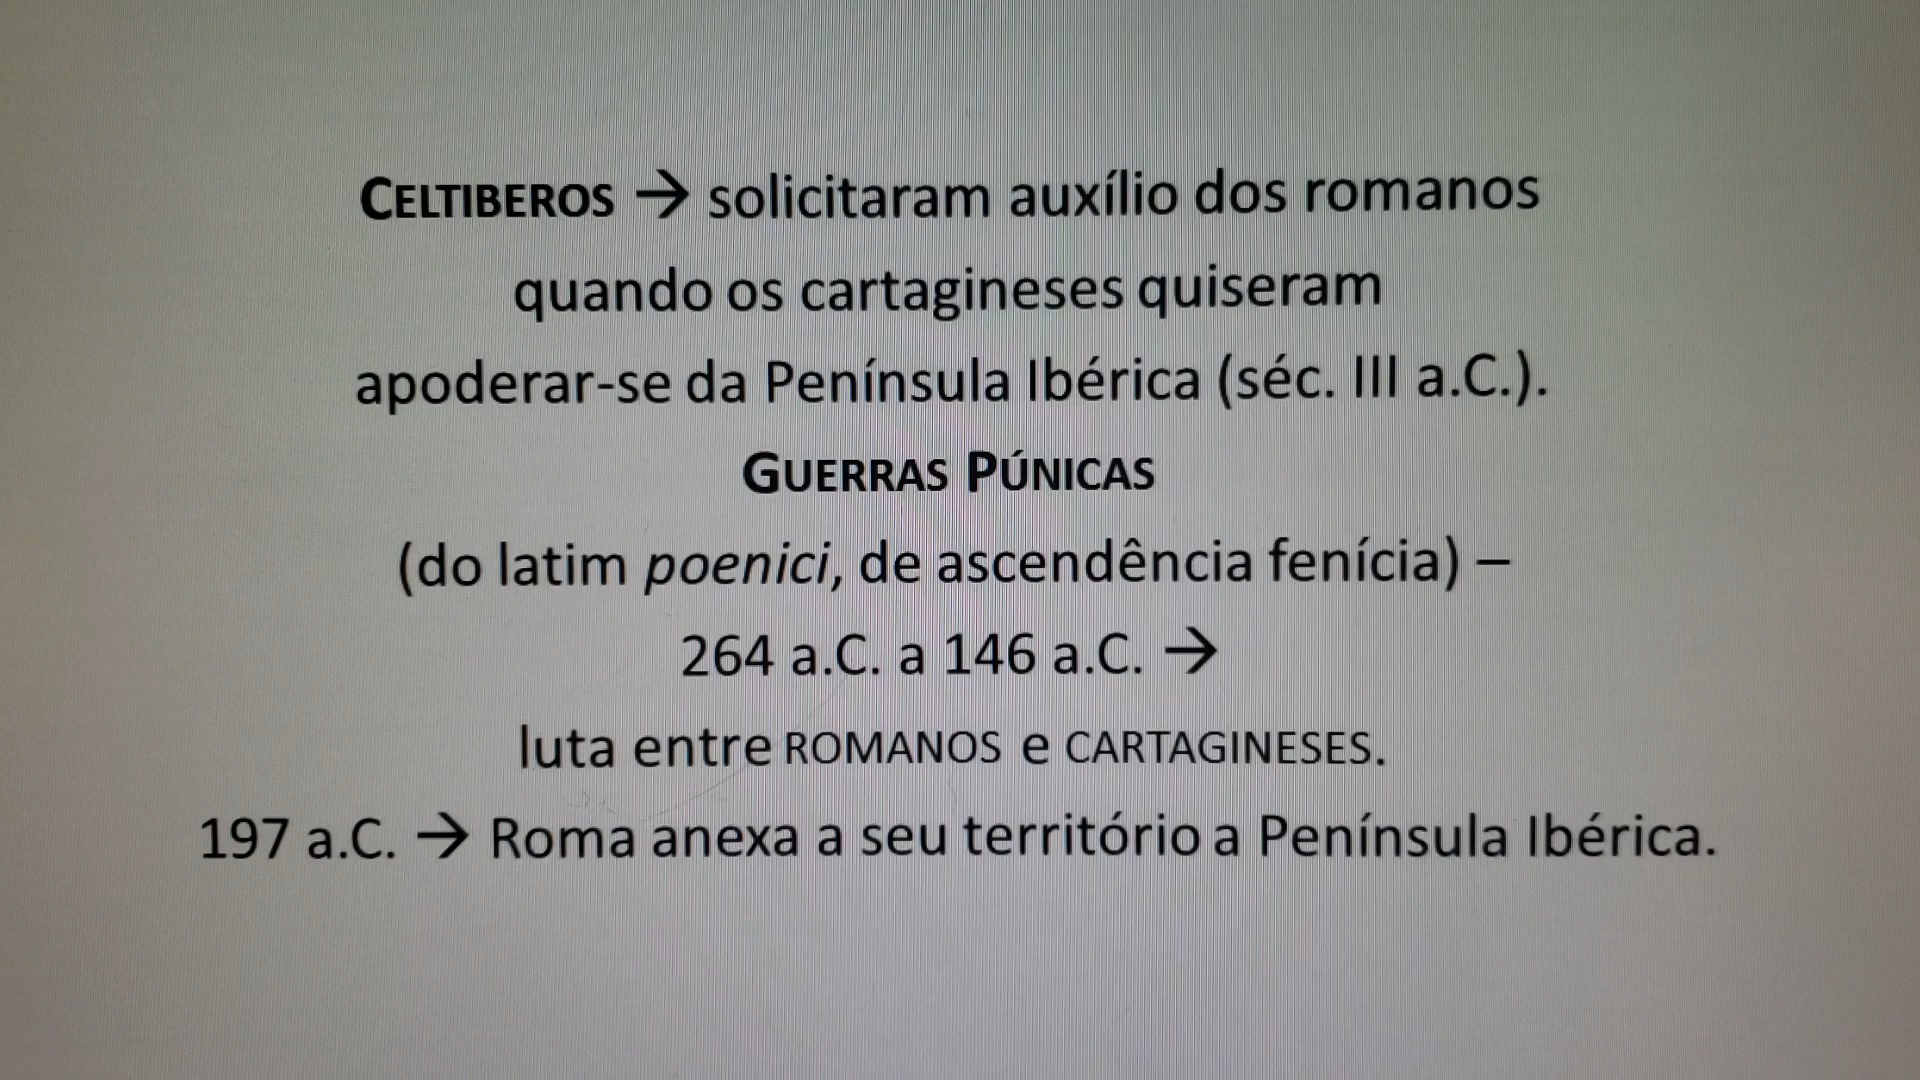 CELTIBEROS → solicitaram auxílio dos romanos
quando os cartagineses quiseram
apoderar-se da Península Ibérica (séc. III a.C.).
GUERRAS PÚNICAS
(do latim poenici, de ascendência fenícia) –
264 a.C. a 146 a.C. →
luta entre ROMANOS e CARTAGINESES.
197 a.C. → Roma anexa a seu território a Península Ibérica.